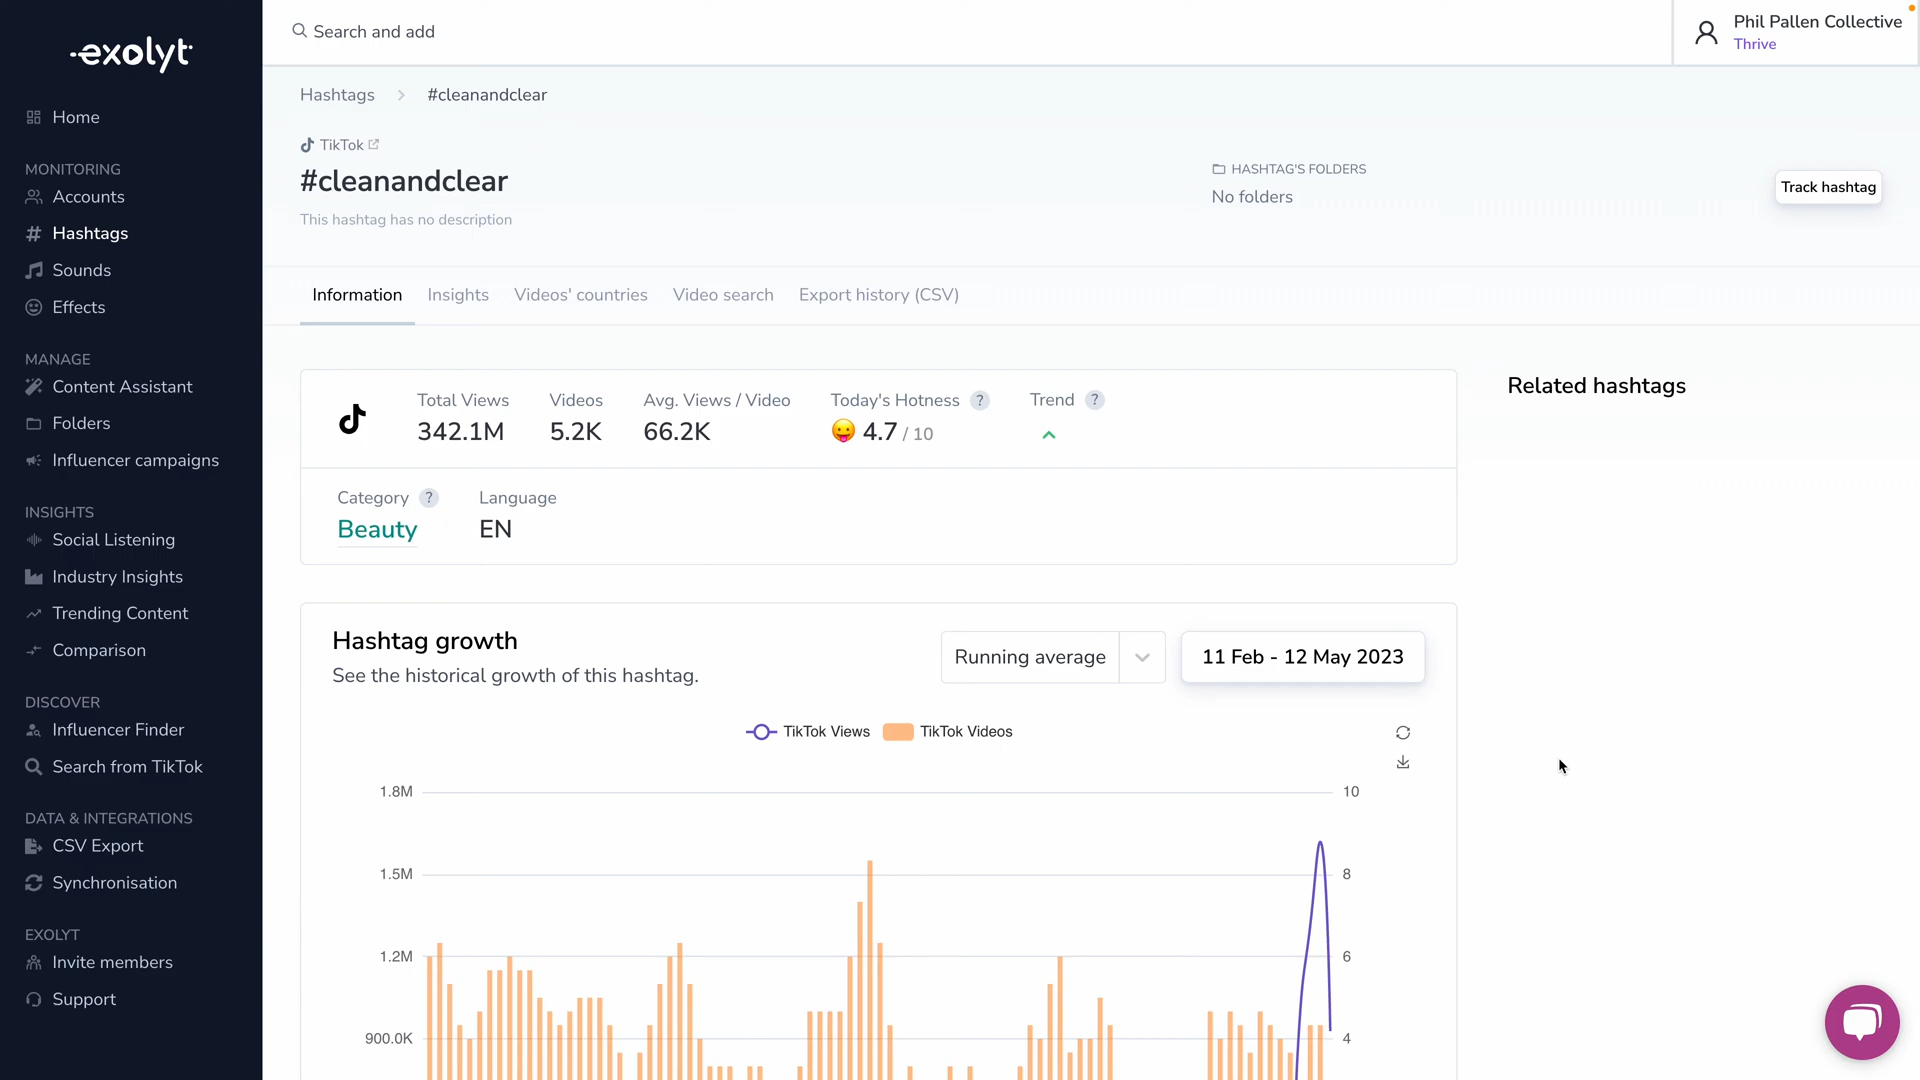 exolyt
Search and add
Phil Pallen Collective
Thrive
Home
MONITORING
Accounts
Hashtags
Sounds
Effects
MANAGE
Content Assistant
Folders
Influencer campaigns
INSIGHTS
Social Listening
Industry Insights
Trending Content
Comparison
DISCOVER
Influencer Finder
Search from TikTok
DATA & INTEGRATIONS
CSV Export
Synchronisation
EXOLYT
Invite members
Support
Hashtags > #cleanandclear
TikTok
#cleanandclear
This hashtag has no description
HASHTAG'S FOLDERS
No folders
Track hashtag
Information Insights Videos' countries Video search Export history (CSV)
Total Views Videos Avg. Views / Video Today's Hotness ? Trend ?
342.1M 5.2K 66.2K 😛 4.7 / 10
Category ? Language
Beauty EN
Related hashtags
Hashtag growth
See the historical growth of this hashtag.
Running average
11 Feb - 12 May 2023
TikTok Views TikTok Videos
1.8M 10
1.5M 8
1.2M 6
900.0K 4